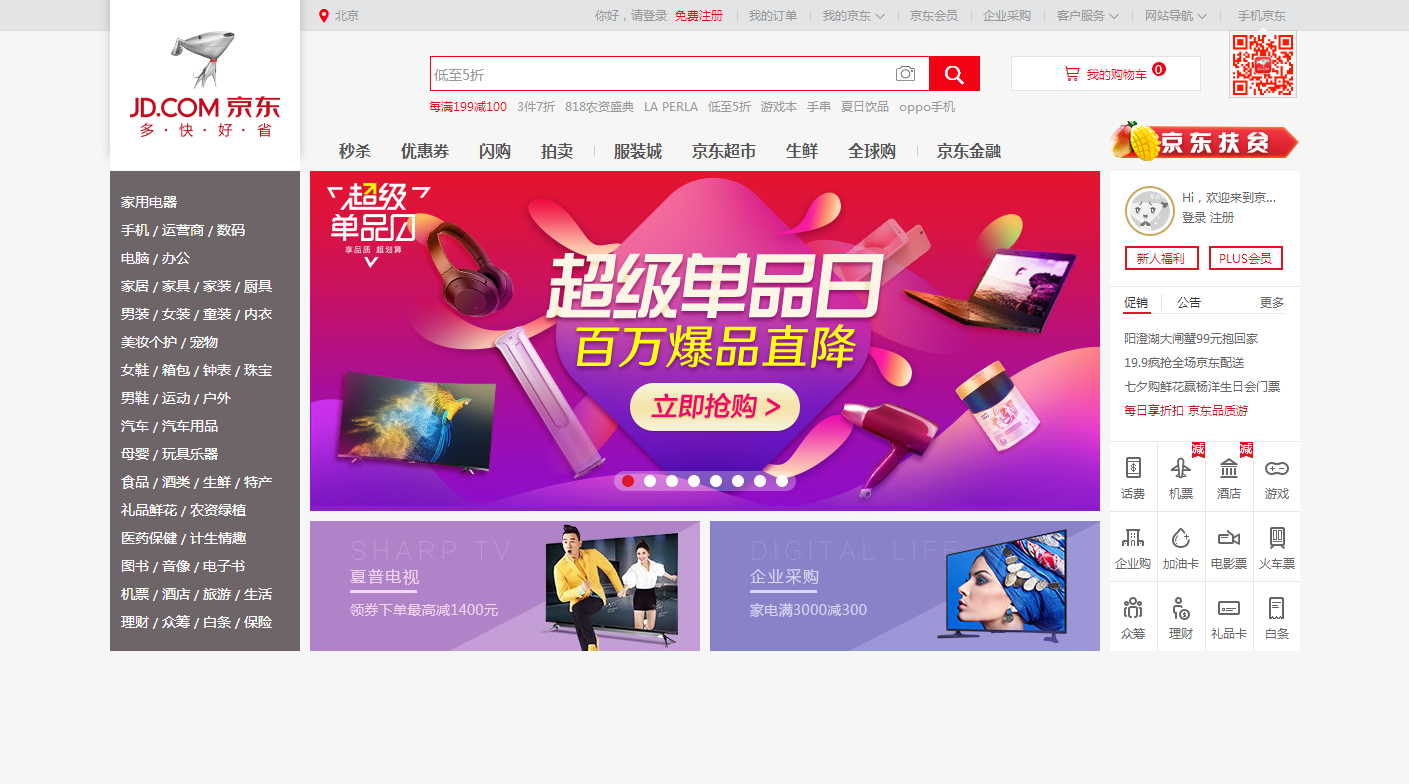 北京
你好，请登录 免费注册 我的订单 我的京东 京东会员 企业采购 客户服务 网站导航 手机京东
JD.COM 京东
多·快·好·省
低至5折
我的购物车 0
每满199减100 3件7折 818农资盛典 LA PERLA 低至5折 游戏本 手串 夏日饮品 oppo手机
秒杀 优惠券 闪购 拍卖 服装城 京东超市 生鲜 全球购 京东金融
京东扶贫
家用电器
手机 / 运营商 / 数码
电脑 / 办公
家居 / 家具 / 家装 / 厨具
男装 / 女装 / 童装 / 内衣
美妆个护 / 宠物
女鞋 / 箱包 / 钟表 / 珠宝
男鞋 / 运动 / 户外
汽车 / 汽车用品
母婴 / 玩具乐器
食品 / 酒类 / 生鲜 / 特产
礼品鲜花 / 农资绿植
医药保健 / 计生情趣
图书 / 音像 / 电子书
机票 / 酒店 / 旅游 / 生活
理财 / 众筹 / 白条 / 保险
超级
单品日
享品质 超划算
超级单品日
百万爆品直降
立即抢购 >
SHARP TV
夏普电视
领券下单最高减1400元
DIGITAL LIFE
企业采购
家电满3000减300
Hi，欢迎来到京...
登录 注册
新人福利 PLUS会员
促销 公告 更多
阳澄湖大闸蟹99元抱回家
19.9疯抢全场京东配送
七夕购鲜花赢杨洋生日会门票
每日享折扣 京东品质游
减 减
话费 机票 酒店 游戏
企业购 加油卡 电影票 火车票
众筹 理财 礼品卡 白条